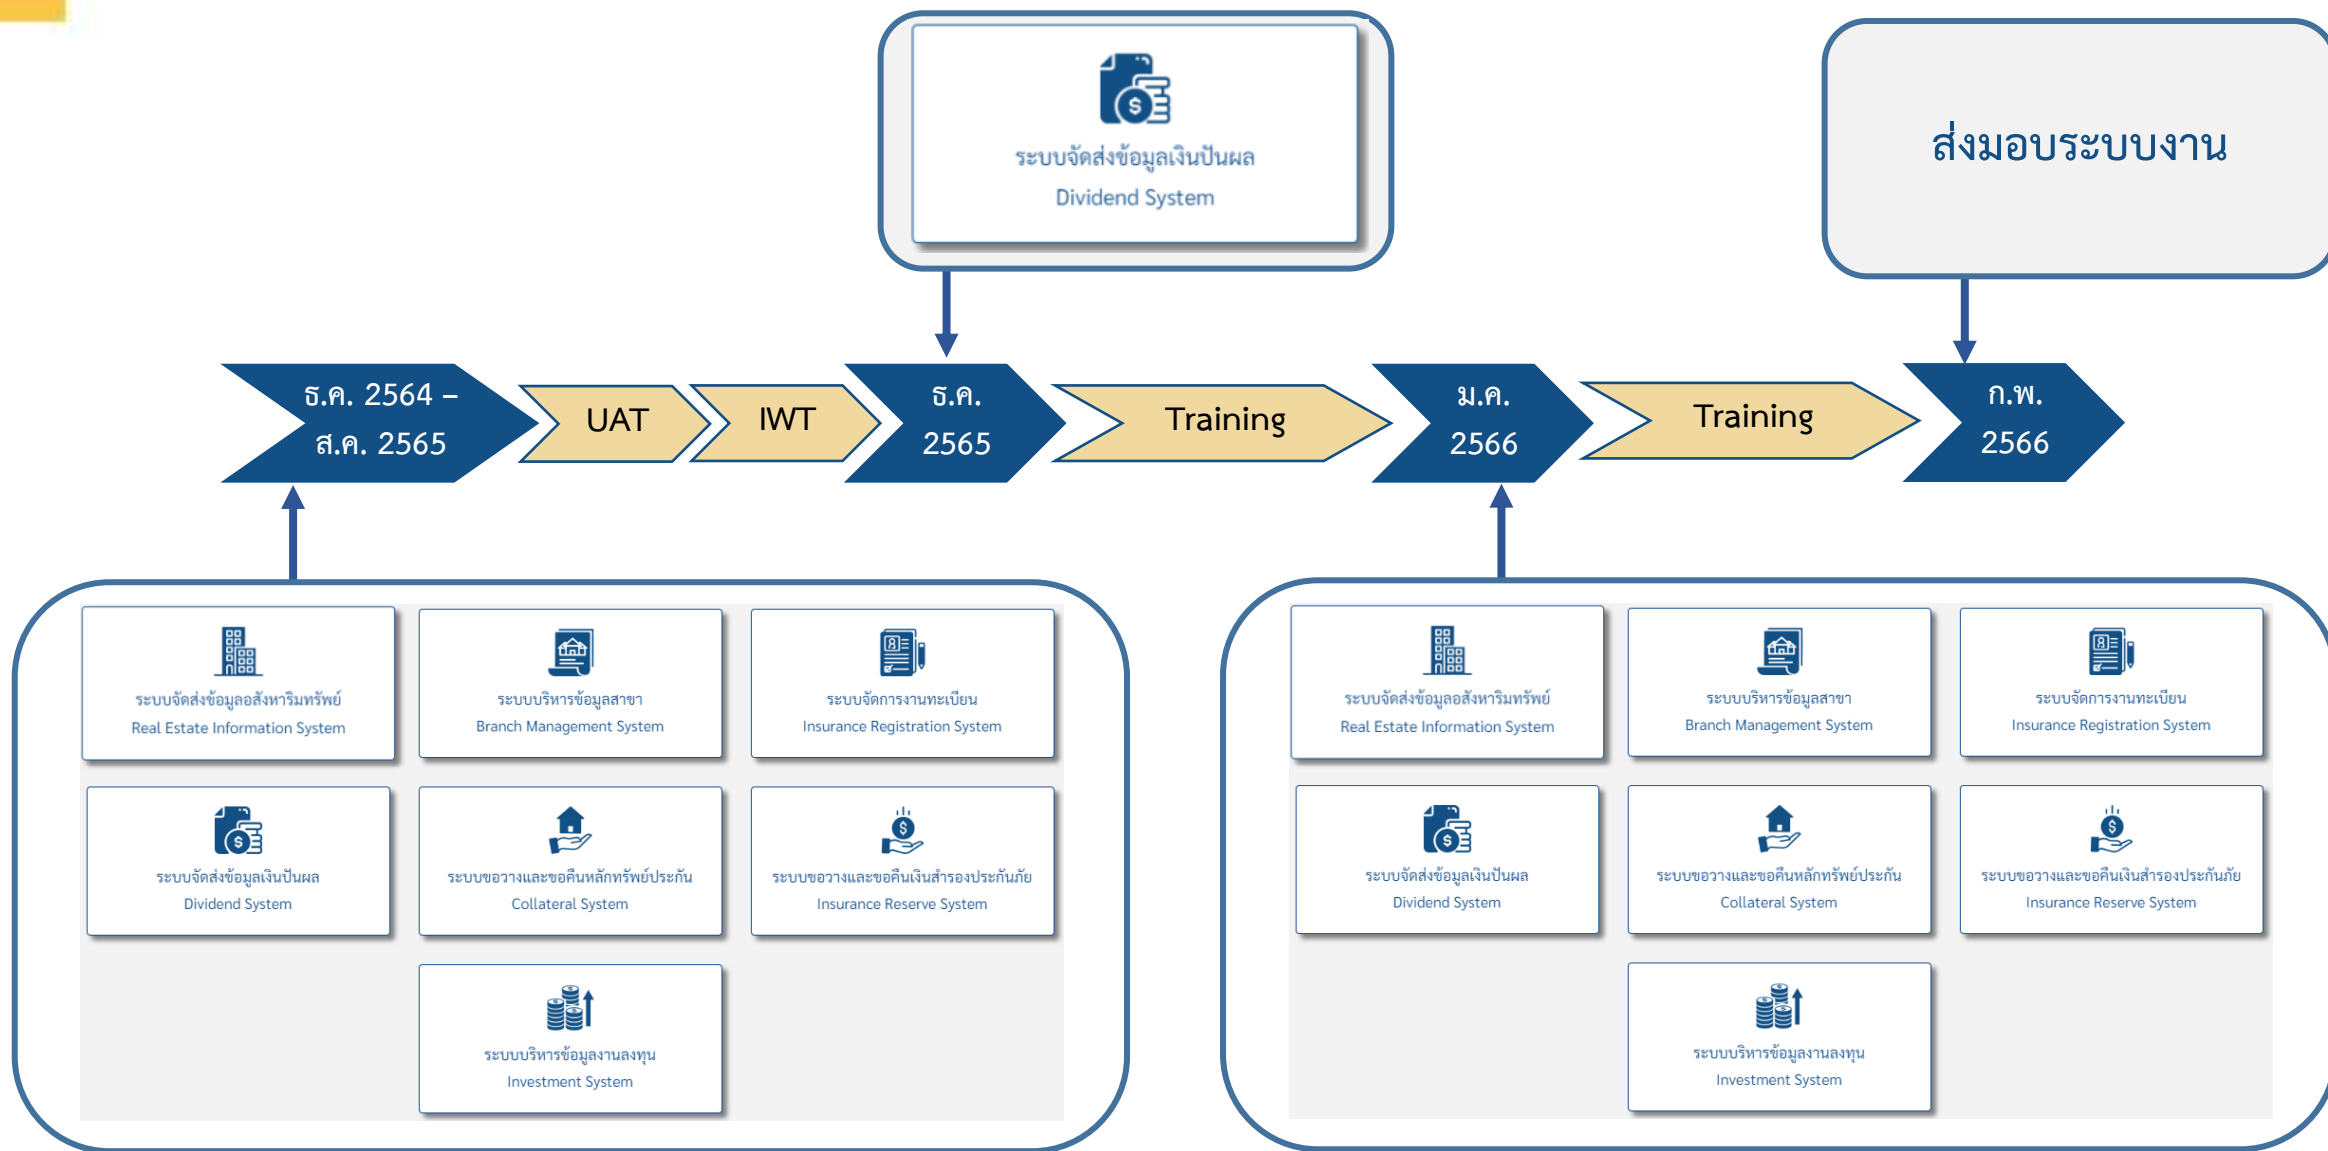 ระบบจัดส่งข้อมูลเงินปันผล
Dividend System
ส่งมอบระบบงาน
ธ.ค. 2564 –
ส.ค. 2565
UAT
IWT
ธ.ค.
2565
Training
ม.ค.
2566
Training
ก.พ.
2566
ระบบจัดส่งข้อมูลอสังหาริมทรัพย์
Real Estate Information System
ระบบบริหารข้อมูลสาขา
Branch Management System
ระบบจัดการงานทะเบียน
Insurance Registration System
ระบบจัดส่งข้อมูลเงินปันผล
Dividend System
ระบบขอวางและขอคืนหลักทรัพย์ประกัน
Collateral System
ระบบขอวางและขอคืนเงินสำรองประกันภัย
Insurance Reserve System
ระบบบริหารข้อมูลงานลงทุน
Investment System
ระบบจัดส่งข้อมูลอสังหาริมทรัพย์
Real Estate Information System
ระบบบริหารข้อมูลสาขา
Branch Management System
ระบบจัดการงานทะเบียน
Insurance Registration System
ระบบจัดส่งข้อมูลเงินปันผล
Dividend System
ระบบขอวางและขอคืนหลักทรัพย์ประกัน
Collateral System
ระบบขอวางและขอคืนเงินสำรองประกันภัย
Insurance Reserve System
ระบบบริหารข้อมูลงานลงทุน
Investment System